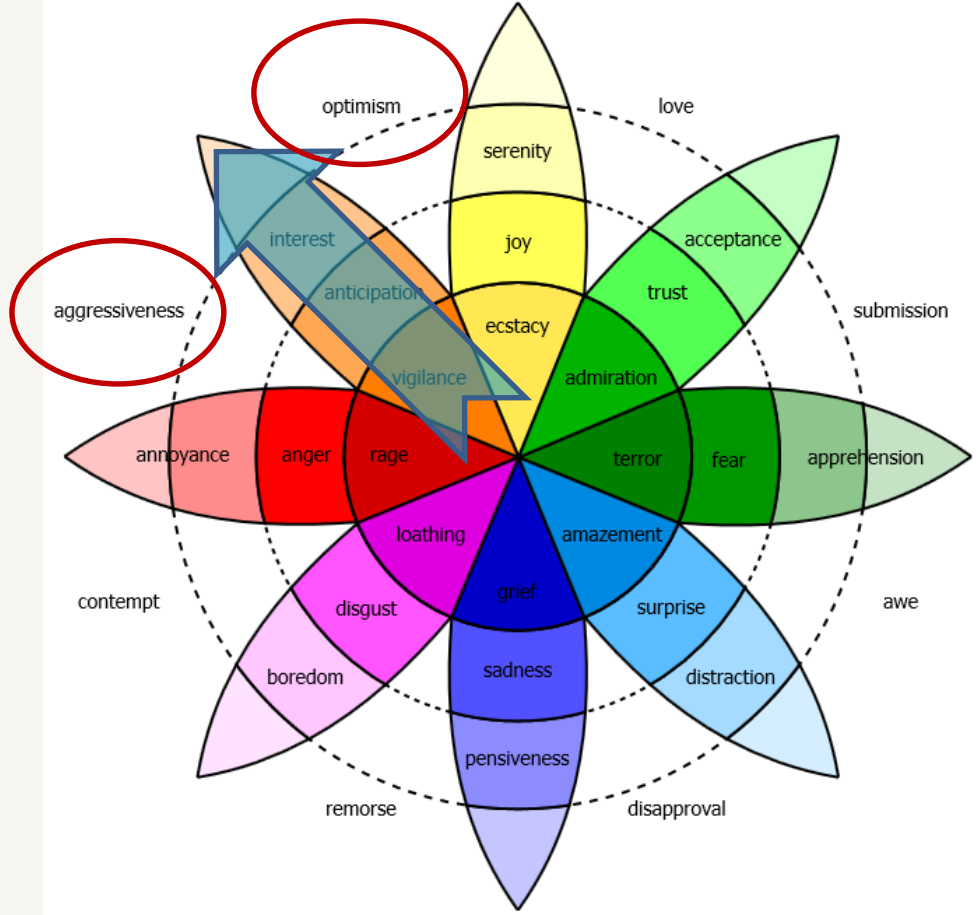 optimism
love
serenity
interest
joy
acceptance
anticipation
trust
aggressiveness
submission
ecstacy
vigilance
admiration
annoyance
anger
rage
terror
fear
apprehension
loathing
amazement
contempt
grief
awe
disgust
surprise
boredom
sadness
distraction
pensiveness
remorse
disapproval